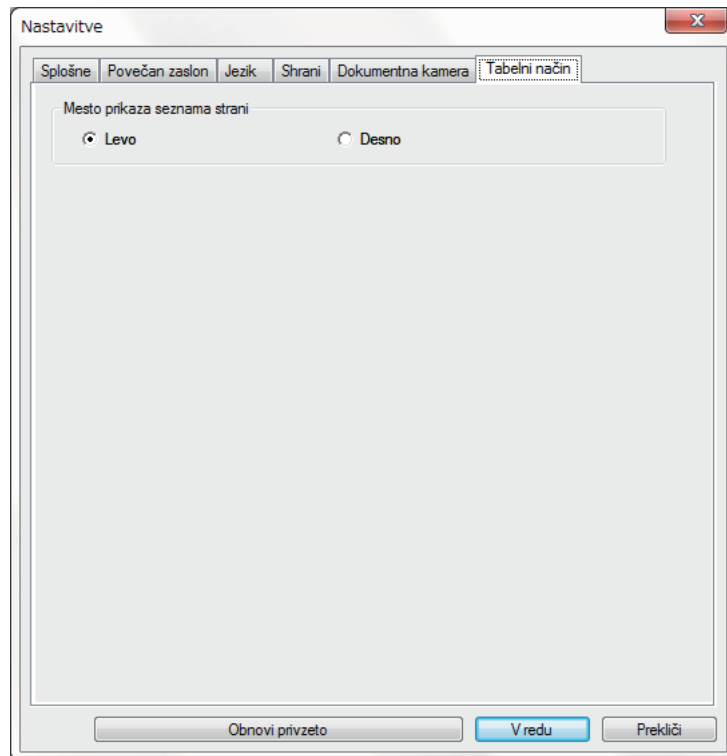 Nastavitve
Splošne Povečan zaslon Jezik Shrani Dokumentna kamera Tabelni način
Mesto prikaza seznama strani
Levo Desno
Obnovi privzeto V redu Prekliči